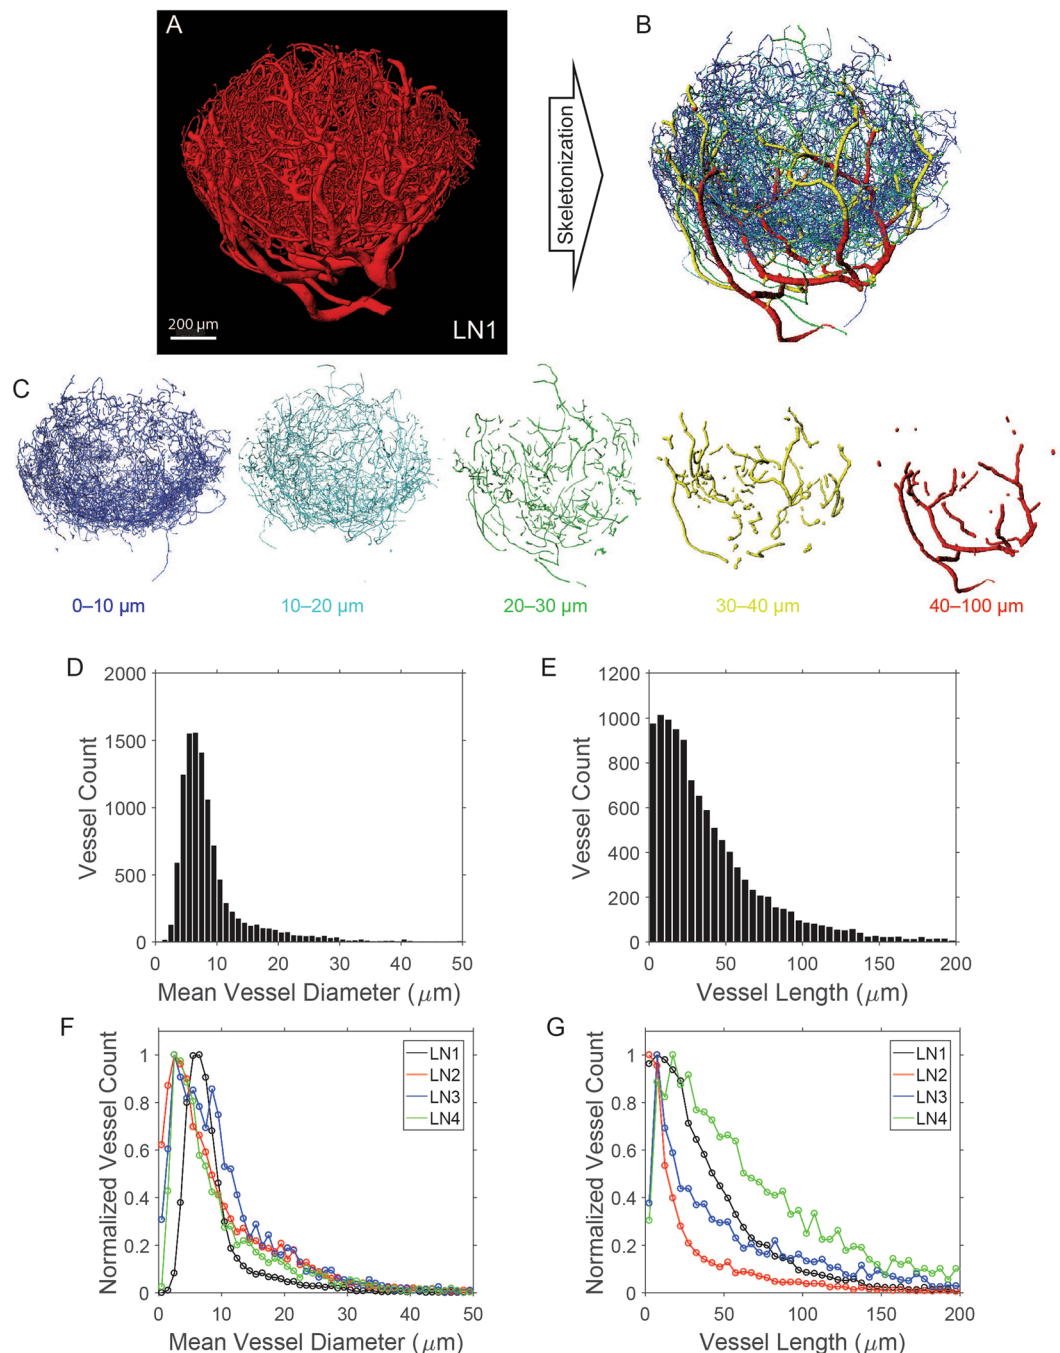 A
200 µm
LN1
Skeletonization
B
C
0–10 µm
10–20 µm
20–30 µm
30–40 µm
40–100 µm
D
2000
1500
1000
500
0
Vessel Count
0 10 20 30 40 50
Mean Vessel Diameter (µm)
E
1200
1000
800
600
400
200
0
Vessel Count
0 50 100 150 200
Vessel Length (µm)
F
1
0.8
0.6
0.4
0.2
0
Normalized Vessel Count
LN1
LN2
LN3
LN4
0 10 20 30 40 50
Mean Vessel Diameter (µm)
G
1
0.8
0.6
0.4
0.2
0
Normalized Vessel Count
LN1
LN2
LN3
LN4
0 50 100 150 200
Vessel Length (µm)